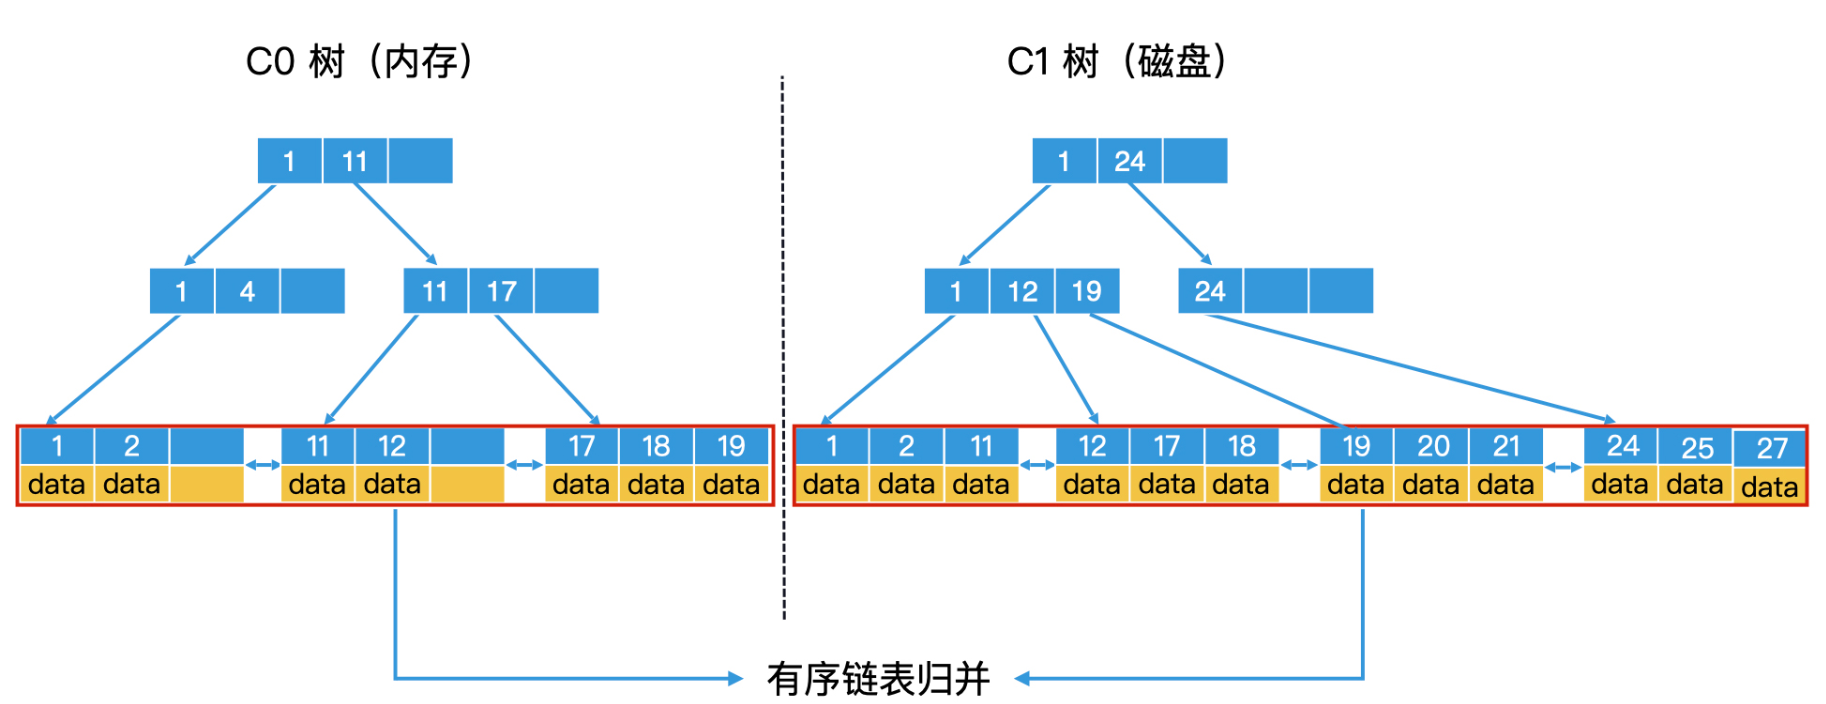 C0 树（内存） C1 树（磁盘）
1 11 1 24
1 4 11 17 1 12 19 24
1 2 11 12 17 18 19 1 2 11 12 17 18 19 20 21 24 25 27
data data data data data data data data data data data data data data data data data data data
有序链表归并